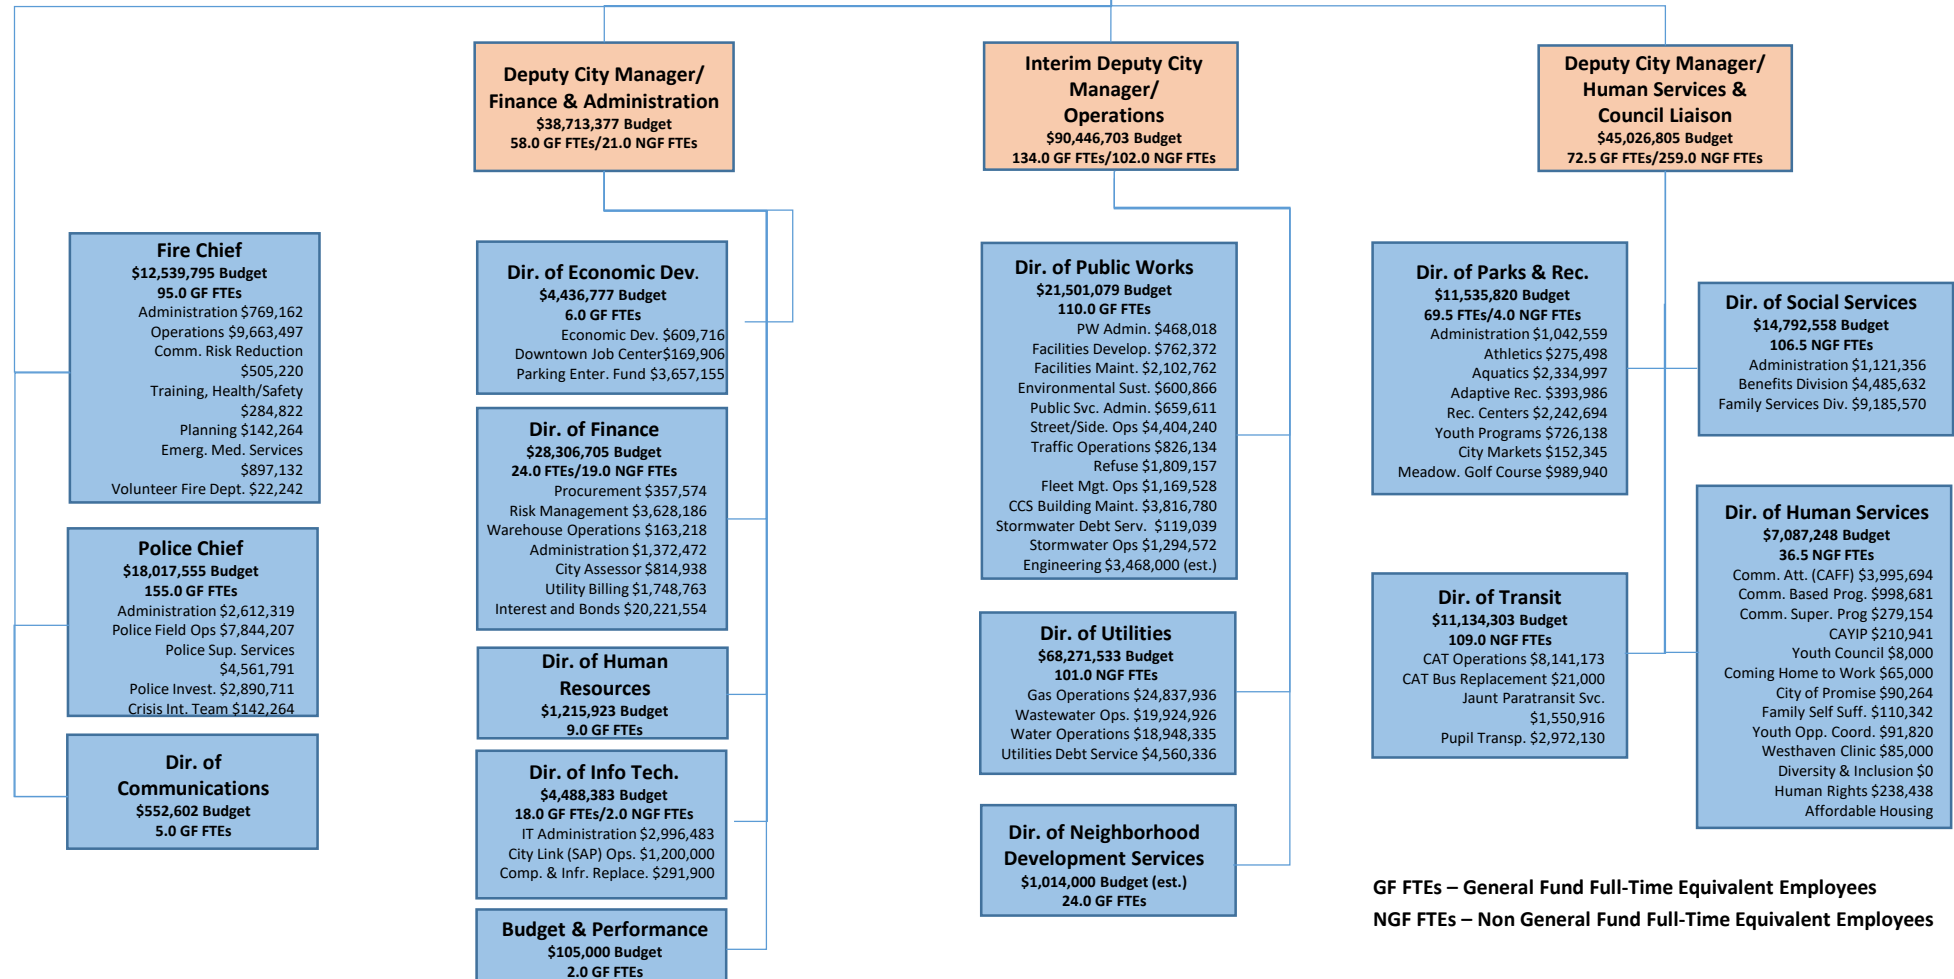 Deputy City Manager/
Finance & Administration
$38,713,377 Budget
58.0 GF FTEs/21.0 NGF FTEs
Interim Deputy City
Manager/
Operations
$90,446,703 Budget
134.0 GF FTEs/102.0 NGF FTEs
Deputy City Manager/
Human Services &
Council Liaison
$45,026,805 Budget
72.5 GF FTEs/259.0 NGF FTEs
Fire Chief
$12,539,795 Budget
95.0 GF FTEs
Administration $769,162
Operations $9,663,497
Comm. Risk Reduction
$505,220
Training, Health/Safety
$284,822
Planning $142,264
Emerg. Med. Services
$897,132
Volunteer Fire Dept. $22,242
Police Chief
$18,017,555 Budget
155.0 GF FTEs
Administration $2,612,319
Police Field Ops $7,844,207
Police Sup. Services
$4,561,791
Police Invest. $2,890,711
Crisis Int. Team $142,264
Dir. of
Communications
$552,602 Budget
5.0 GF FTEs
Dir. of Economic Dev.
$4,436,777 Budget
6.0 GF FTEs
Economic Dev. $609,716
Downtown Job Center$169,906
Parking Enter. Fund $3,657,155
Dir. of Finance
$28,306,705 Budget
24.0 FTEs/19.0 NGF FTEs
Procurement $357,574
Risk Management $3,628,186
Warehouse Operations $163,218
Administration $1,372,472
City Assessor $814,938
Utility Billing $1,748,763
Interest and Bonds $20,221,554
Dir. of Human
Resources
$1,215,923 Budget
9.0 GF FTEs
Dir. of Info Tech.
$4,488,383 Budget
18.0 GF FTEs/2.0 NGF FTEs
IT Administration $2,996,483
City Link (SAP) Ops. $1,200,000
Comp. & Infr. Replace. $291,900
Budget & Performance
$105,000 Budget
2.0 GF FTEs
Dir. of Public Works
$21,501,079 Budget
110.0 GF FTEs
PW Admin. $468,018
Facilities Develop. $762,372
Facilities Maint. $2,102,762
Environmental Sust. $600,866
Public Svc. Admin. $659,611
Street/Side. Ops $4,404,240
Traffic Operations $826,134
Refuse $1,809,157
Fleet Mgt. Ops $1,169,528
CCS Building Maint. $3,816,780
Stormwater Debt Serv. $119,039
Stormwater Ops $1,294,572
Engineering $3,468,000 (est.)
Dir. of Utilities
$68,271,533 Budget
101.0 NGF FTEs
Gas Operations $24,837,936
Wastewater Ops. $19,924,926
Water Operations $18,948,335
Utilities Debt Service $4,560,336
Dir. of Neighborhood
Development Services
$1,014,000 Budget (est.)
24.0 GF FTEs
Dir. of Parks & Rec.
$11,535,820 Budget
69.5 FTEs/4.0 NGF FTEs
Administration $1,042,559
Athletics $275,498
Aquatics $2,334,997
Adaptive Rec. $393,986
Rec. Centers $2,242,694
Youth Programs $726,138
City Markets $152,345
Meadow. Golf Course $989,940
Dir. of Transit
$11,134,303 Budget
109.0 NGF FTEs
CAT Operations $8,141,173
CAT Bus Replacement $21,000
Jaunt Paratransit Svc.
$1,550,916
Pupil Transp. $2,972,130
Dir. of Social Services
$14,792,558 Budget
106.5 NGF FTEs
Administration $1,121,356
Benefits Division $4,485,632
Family Services Div. $9,185,570
Dir. of Human Services
$7,087,248 Budget
36.5 NGF FTEs
Comm. Att. (CAFF) $3,995,694
Comm. Based Prog. $998,681
Comm. Super. Prog $279,154
CAYIP $210,941
Youth Council $8,000
Coming Home to Work $65,000
City of Promise $90,264
Family Self Suff. $110,342
Youth Opp. Coord. $91,820
Westhaven Clinic $85,000
Diversity & Inclusion $0
Human Rights $238,438
Affordable Housing
GF FTEs – General Fund Full-Time Equivalent Employees
NGF FTEs – Non General Fund Full-Time Equivalent Employees